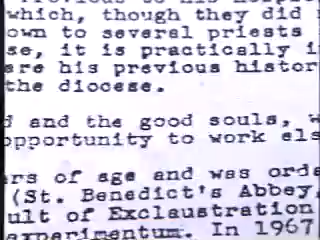 which, though they did
own to several priests
se, it is practically
are his previous histor
the diocese.
d and the good souls, w
opportunity to work els
rs of age and was orde
(St. Benedict's Abbey,
ult of Exclaustration
experimentum. In 1967